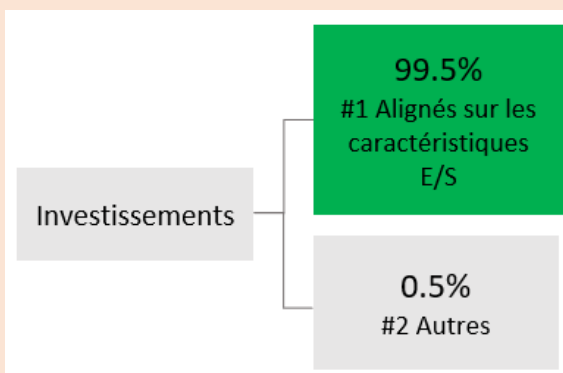 99.5%
#1 Alignés sur les
caractéristiques
E/S
Investissements
0.5%
#2 Autres